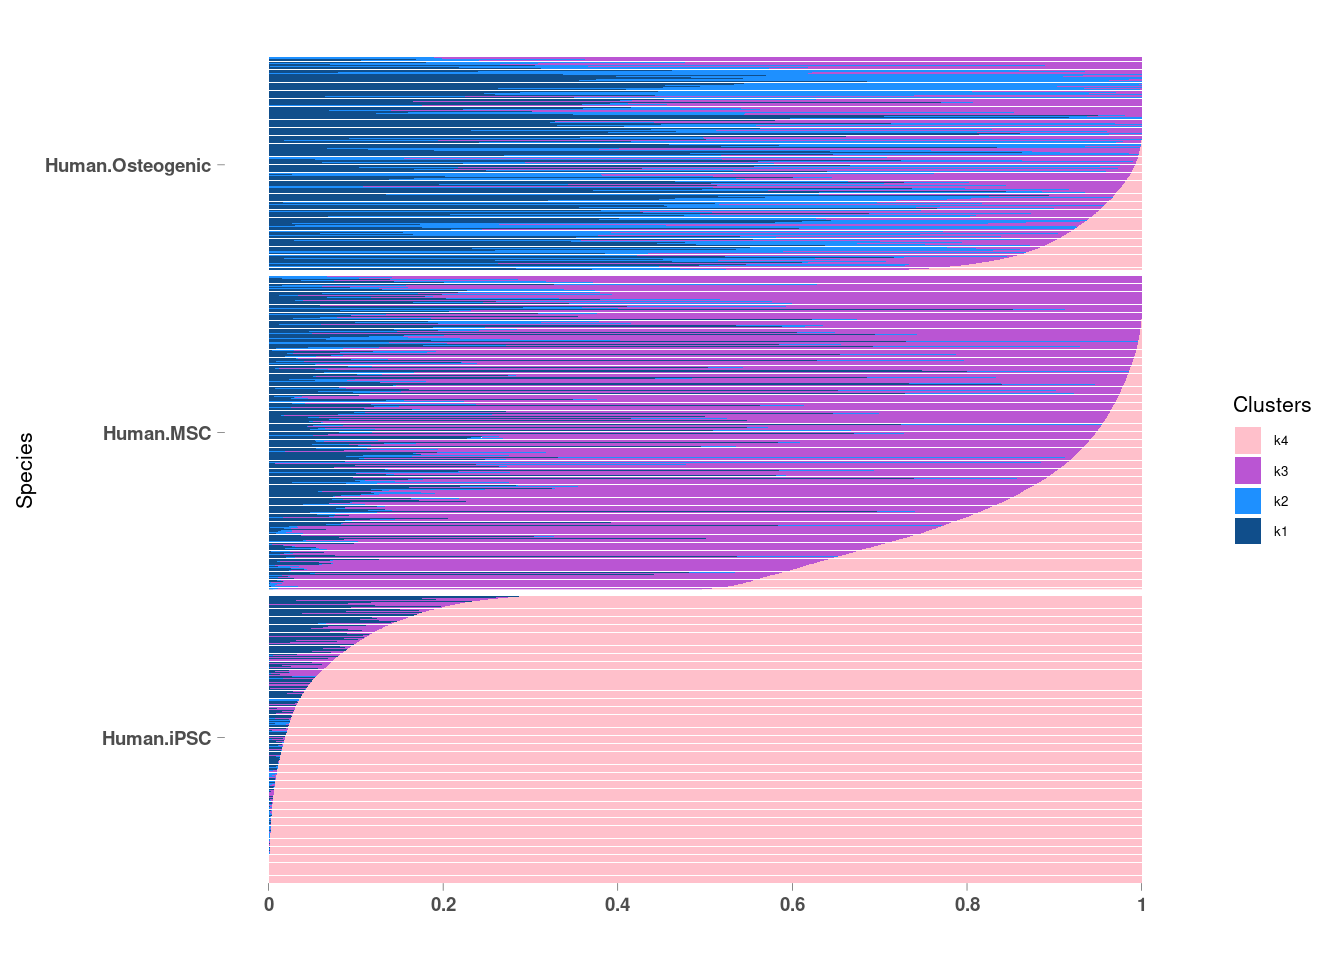 Human.Osteogenic
Human.MSC
Human.iPSC
Species
0 0.2 0.4 0.6 0.8 1
Clusters
k4
k3
k2
k1